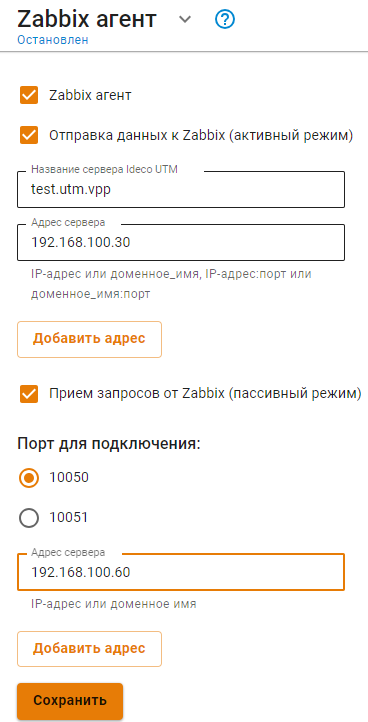 Zabbix агент
Остановлен
Zabbix агент
Отправка данных к Zabbix (активный режим)
Название сервера Ideco UTM
test.utm.vpp
Адрес сервера
192.168.100.30
IP-адрес или доменное_имя, IP-адрес:порт или
доменное_имя:порт
Добавить адрес
Прием запросов от Zabbix (пассивный режим)
Порт для подключения:
10050
10051
Адрес сервера
192.168.100.60
IP-адрес или доменное имя
Добавить адрес
Сохранить